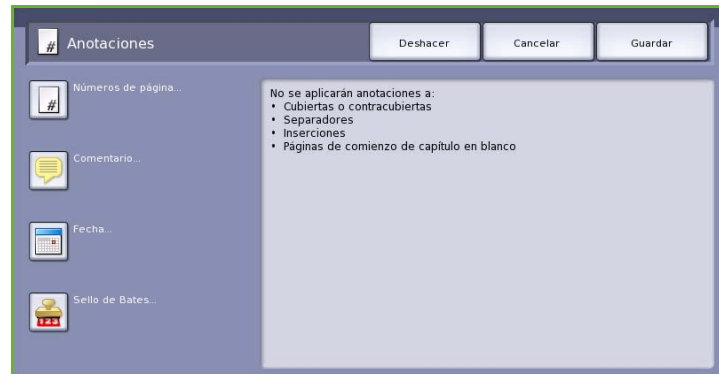 # Anotaciones
Deshacer
Cancelar
Guardar
# Números de página...
Comentario...
Fecha...
Sello de Bates...
No se aplicarán anotaciones a:
• Cubiertas o contracubiertas
• Separadores
• Inserciones
• Páginas de comienzo de capítulo en blanco